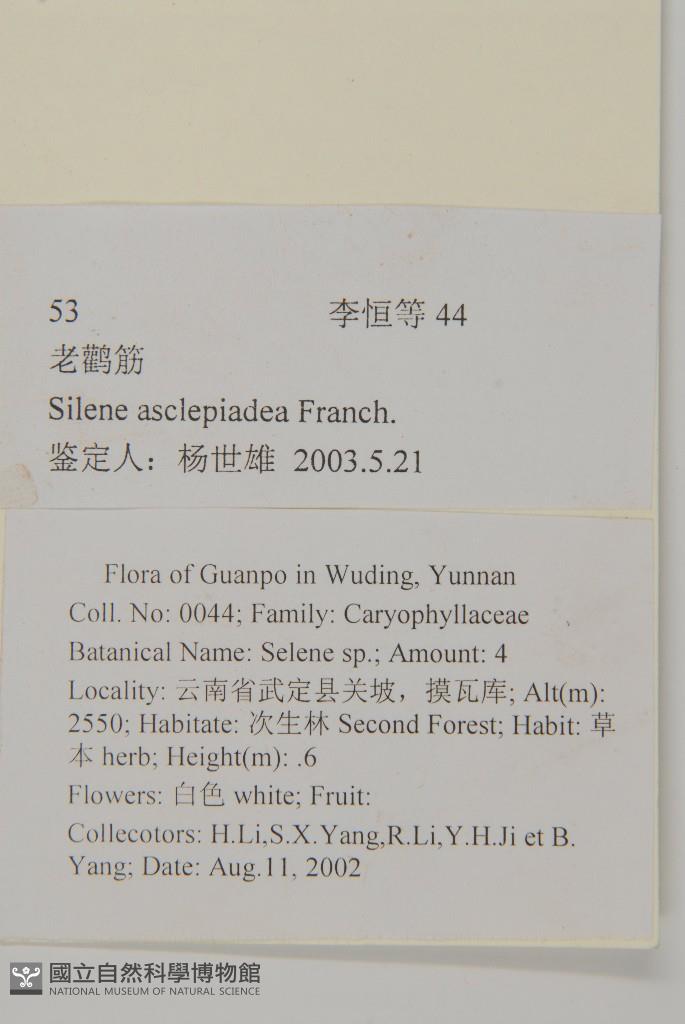 53 李恒等 44
老鹳筋
Silene asclepiadea Franch.
鉴定人：杨世雄 2003.5.21
Flora of Guanpo in Wuding, Yunnan
Coll. No: 0044; Family: Caryophyllaceae
Batanical Name: Selene sp.; Amount: 4
Locality: 云南省武定县关坡，摸瓦库; Alt(m):
2550; Habitate: 次生林 Second Forest; Habit: 草
本 herb; Height(m): .6
Flowers: 白色 white; Fruit:
Collecotors: H.Li,S.X.Yang,R.Li,Y.H.Ji et B.
Yang; Date: Aug.11, 2002
國立自然科學博物館
NATIONAL MUSEUM OF NATURAL SCIENCE